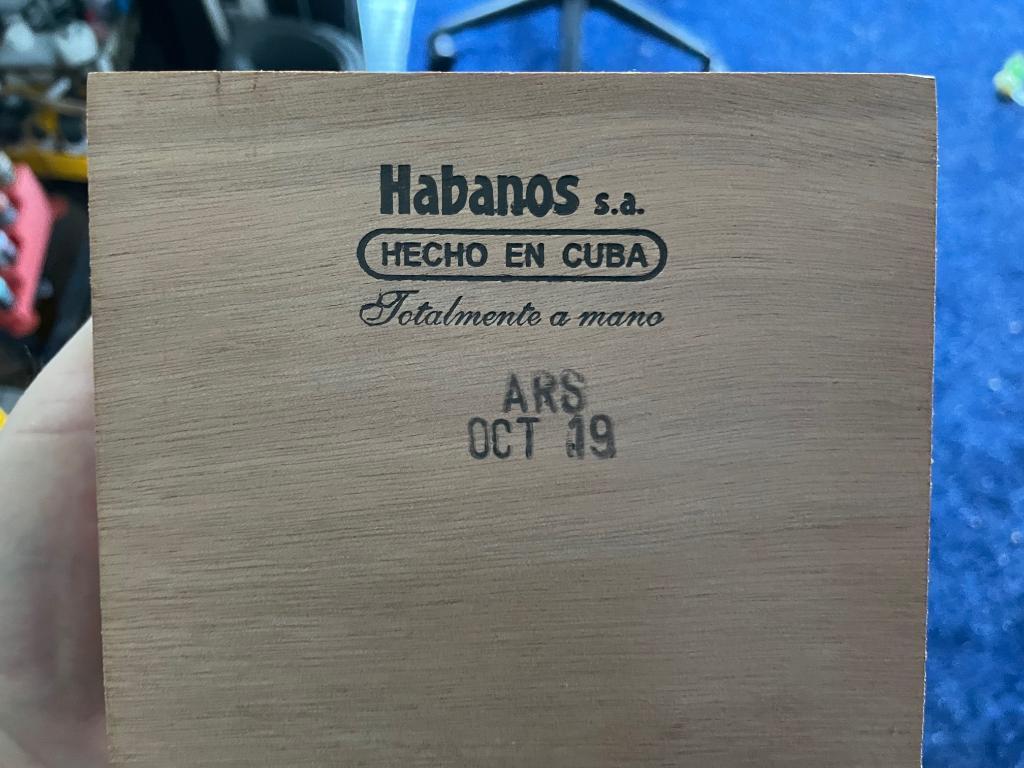 Habanos s.a.
HECHO EN CUBA
Totalmente a mano
ARS
OCT 19